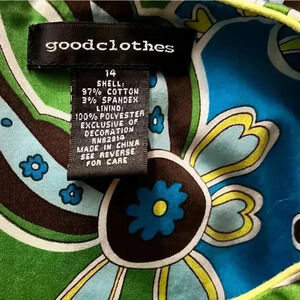 goodclothes
14
SHELL:
97% COTTON
3% SPANDEX
LINING:
100% POLYESTER
EXCLUSIVE OF
DECORATION
RN62814
MADE IN CHINA
SEE REVERSE
FOR CARE